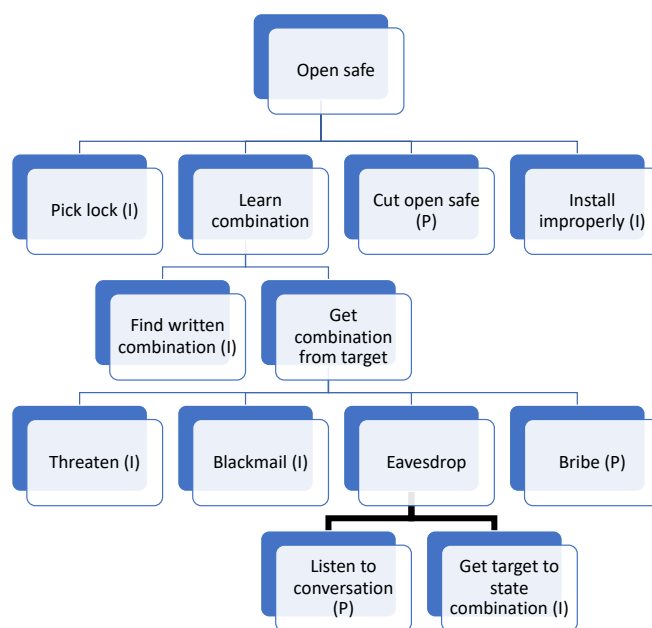 Open safe
Pick lock (I)
Learn
combination
Cut open safe
(P)
Install
improperly (I)
Find written
combination (I)
Get
combination
from target
Threaten (I)
Blackmail (I)
Eavesdrop
Bribe (P)
Listen to
conversation
(P)
Get target to
state
combination (I)